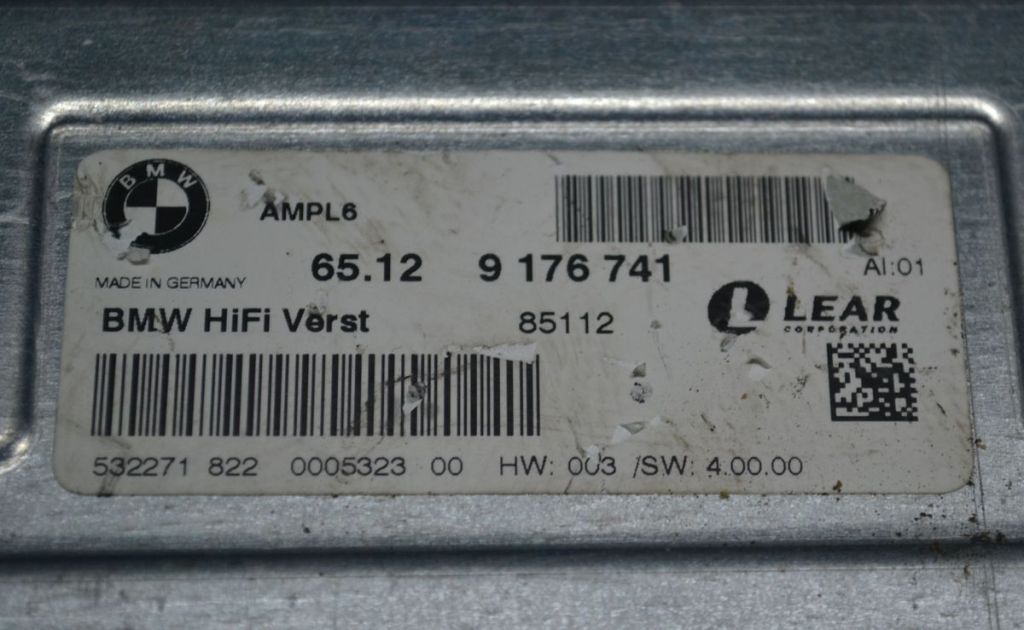 BMW
AMPL6
65.12 9 176 741
AI:01
MADE IN GERMANY
BMW HiFi Verst 85112
LEAR
CORPORATION
532271 822 0005323 00 HW: 003 /SW: 4.00.00